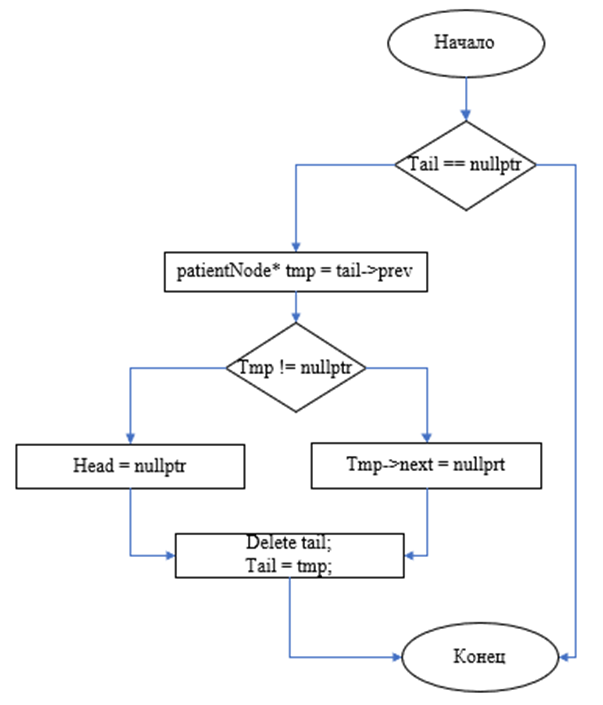 Начало
Tail == nullptr
patientNode* tmp = tail->prev
Tmp != nullptr
Head = nullptr
Tmp->next = nullprt
Delete tail;
Tail = tmp;
Конец